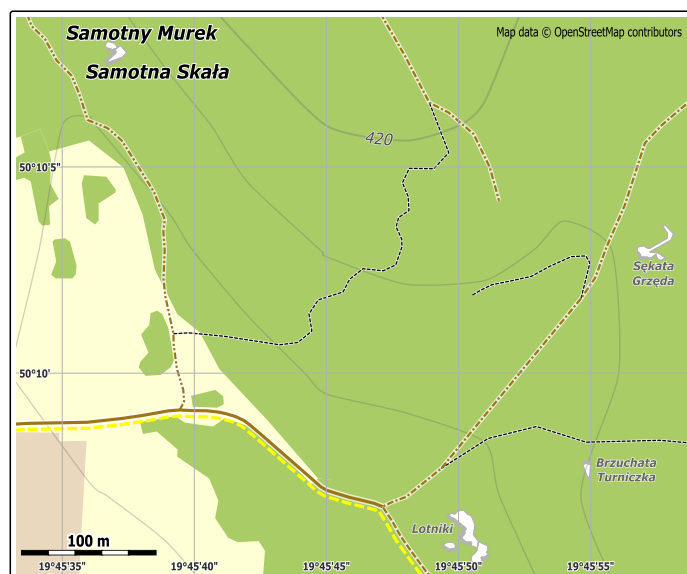 Samotny Murek
Map data © OpenStreetMap contributors
Samotna Skała
420
50°10'5"
Sękata
Grzęda
50°10'
Brzuchata
Turniczka
Lotniki
100 m
19°45'35" 19°45'40" 19°45'45" 19°45'50" 19°45'55"